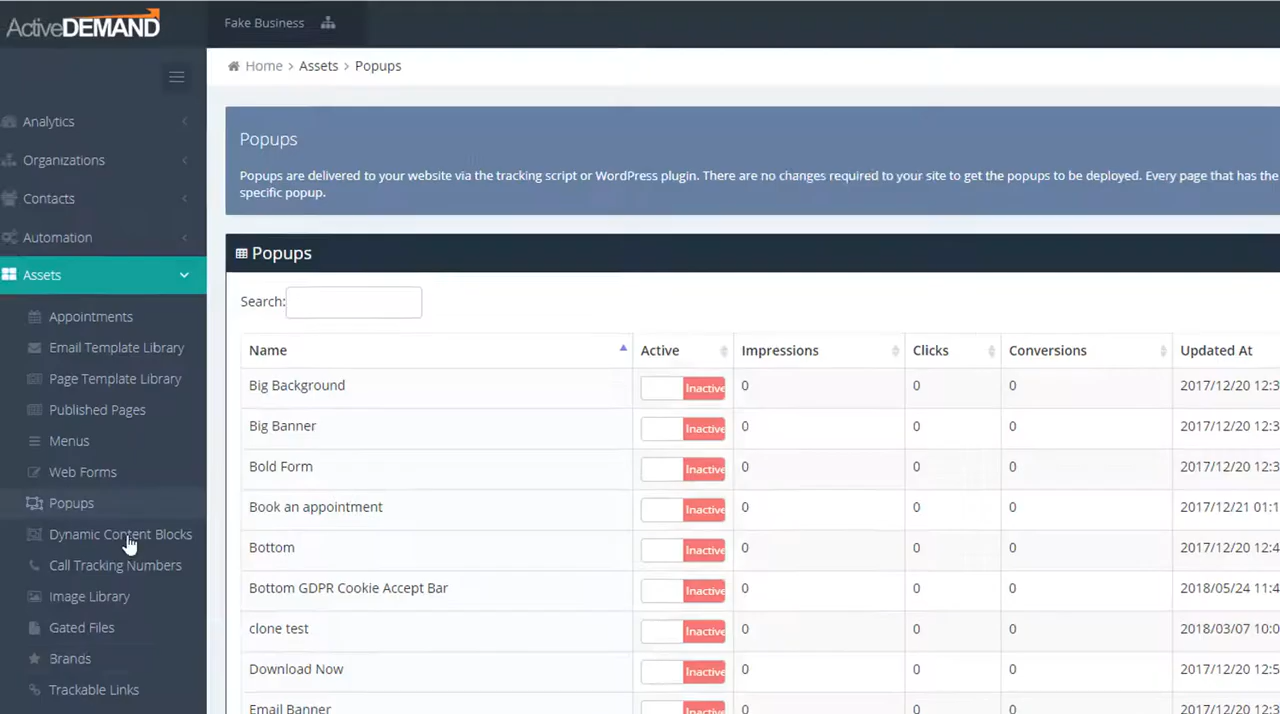 ActiveDEMAND
Fake Business
Home > Assets > Popups
Analytics
Organizations
Contacts
Automation
Assets
Appointments
Email Template Library
Page Template Library
Published Pages
Menus
Web Forms
Popups
Dynamic Content Blocks
Call Tracking Numbers
Image Library
Gated Files
Brands
Trackable Links
Popups
Popups are delivered to your website via the tracking script or WordPress plugin. There are no changes required to your site to get the popups to be deployed. Every page that has the
specific popup.
Popups
Search:
Name Active Impressions Clicks Conversions Updated At
Big Background Inactive 0 0 0 2017/12/20 12:3
Big Banner Inactive 0 0 0 2017/12/20 12:3
Bold Form Inactive 0 0 0 2017/12/20 12:3
Book an appointment Inactive 0 0 0 2017/12/21 01:1
Bottom Inactive 0 0 0 2017/12/20 12:4
Bottom GDPR Cookie Accept Bar Inactive 0 0 0 2018/05/24 11:4
clone test Inactive 0 0 0 2018/03/07 10:0
Download Now Inactive 0 0 0 2017/12/20 12:5
Email Banner Inactive 0 0 0 2017/12/20 12:3